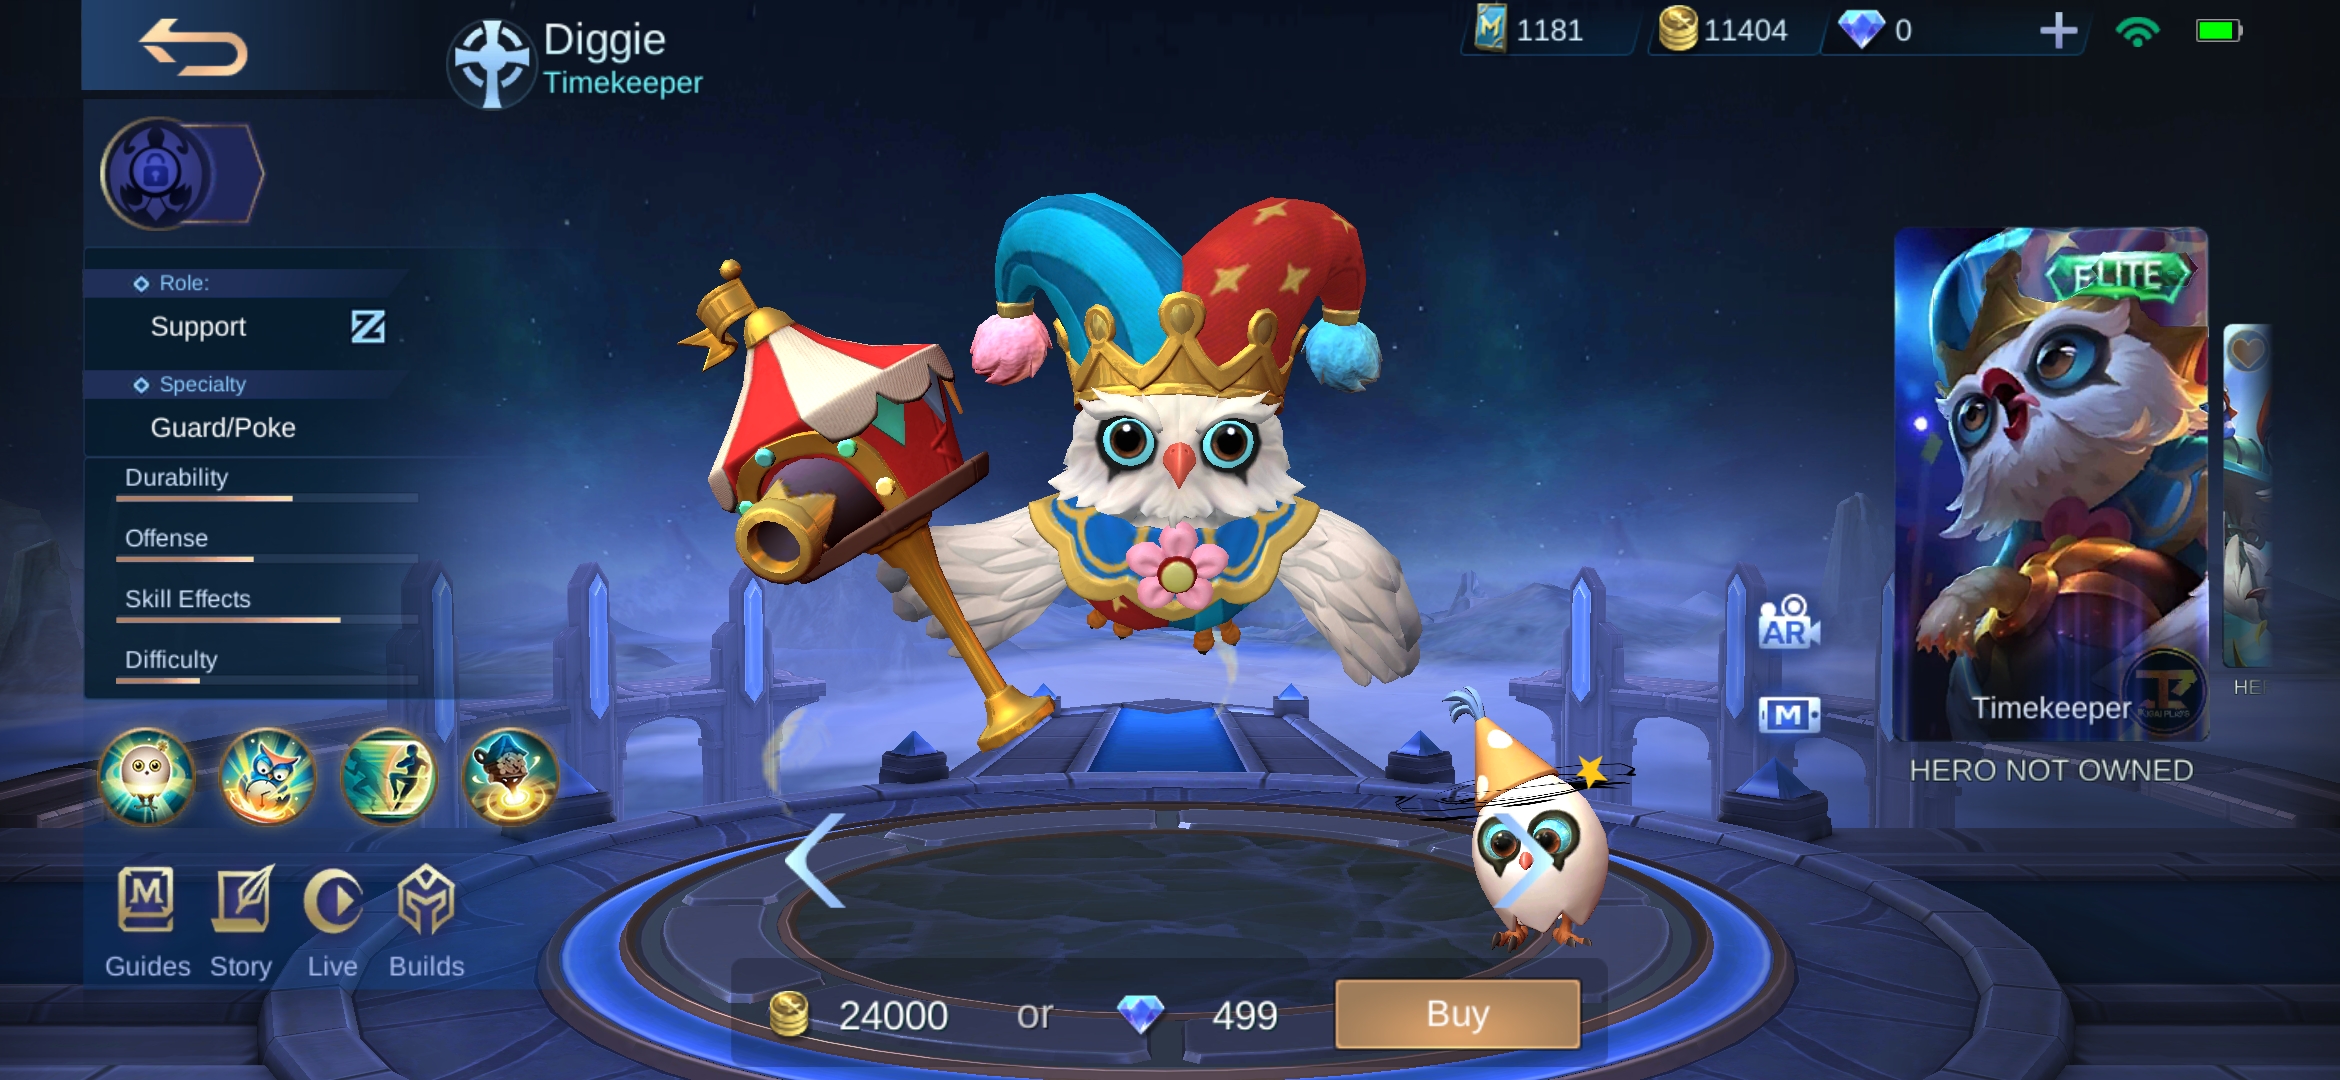 Diggie
Timekeeper
1181
11404
0
Role:
Support
Specialty
Guard/Poke
Durability
Offense
Skill Effects
Difficulty
Guides
Story
Live
Builds
AR
M
ELITE
Timekeeper
HERO NOT OWNED
HE
24000 or 499
Buy